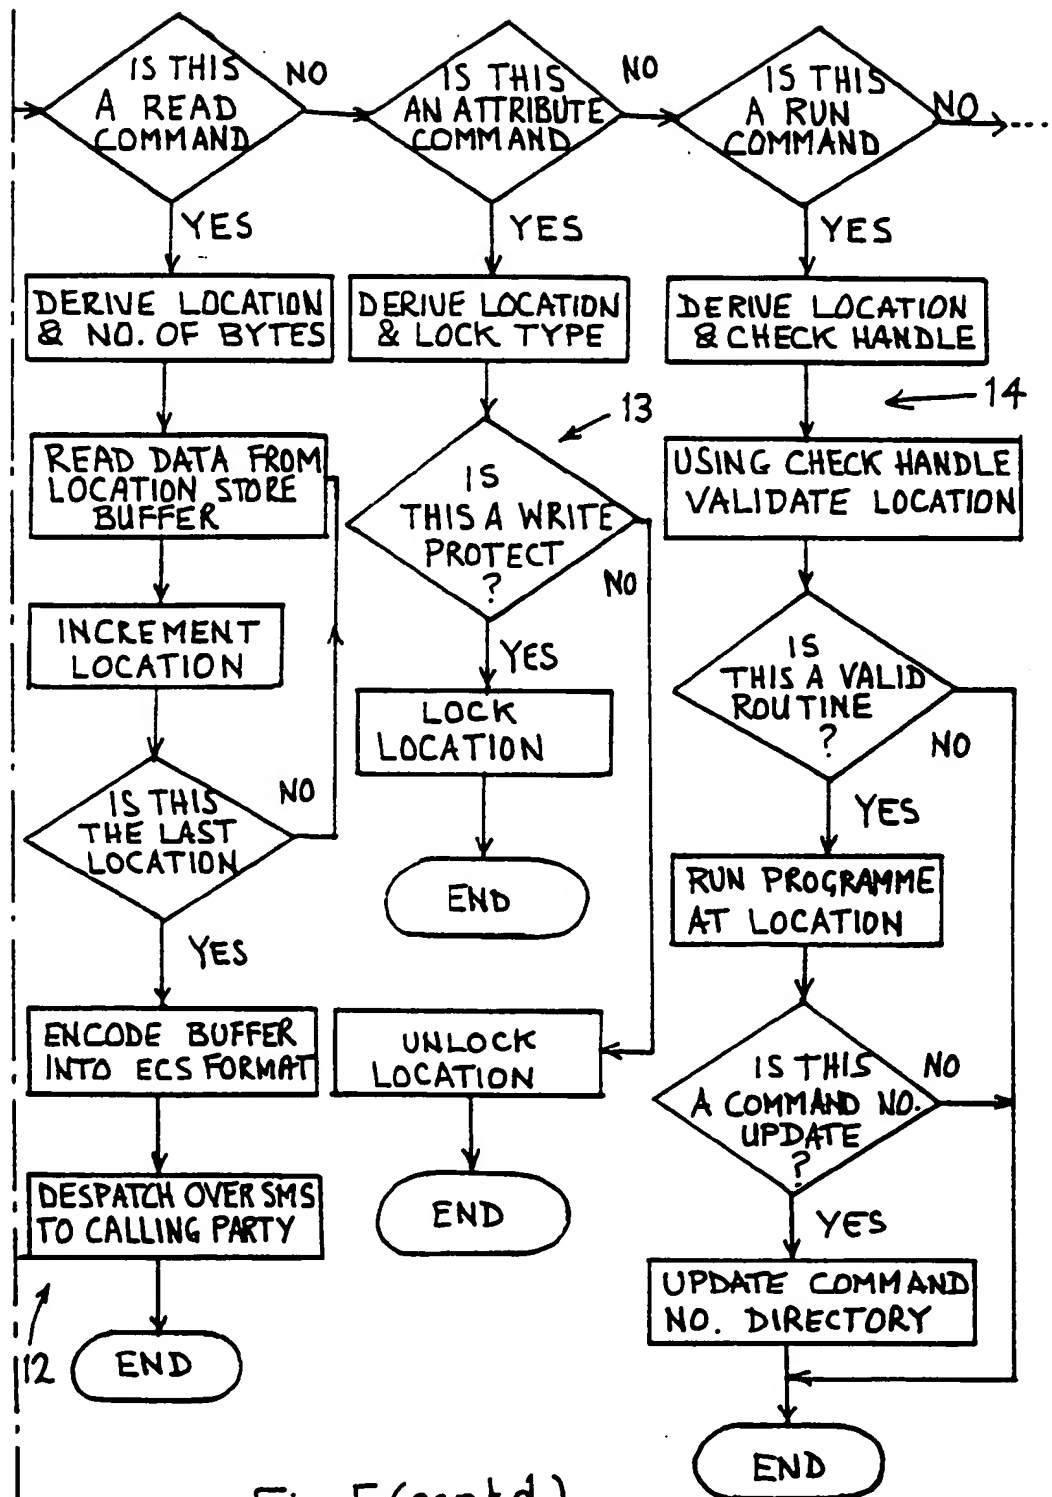 IS THIS
A READ
COMMAND
NO
IS THIS
AN ATTRIBUTE
COMMAND
NO
IS THIS
A RUN
COMMAND
NO
YES
YES
YES
DERIVE LOCATION
& NO. OF BYTES
DERIVE LOCATION
& LOCK TYPE
DERIVE LOCATION
& CHECK HANDLE
13
14
READ DATA FROM
LOCATION STORE
BUFFER
IS
THIS A WRITE
PROTECT
?
NO
USING CHECK HANDLE
VALIDATE LOCATION
INCREMENT
LOCATION
YES
IS
THIS A VALID
ROUTINE
?
NO
LOCK
LOCATION
YES
IS THIS
THE LAST
LOCATION
NO
END
RUN PROGRAMME
AT LOCATION
YES
ENCODE BUFFER
INTO ECS FORMAT
UNLOCK
LOCATION
IS THIS
A COMMAND NO.
UPDATE
?
NO
DESPATCH OVER SMS
TO CALLING PARTY
END
YES
UPDATE COMMAND
NO. DIRECTORY
12
END
END
Fig. 5 (contd.)